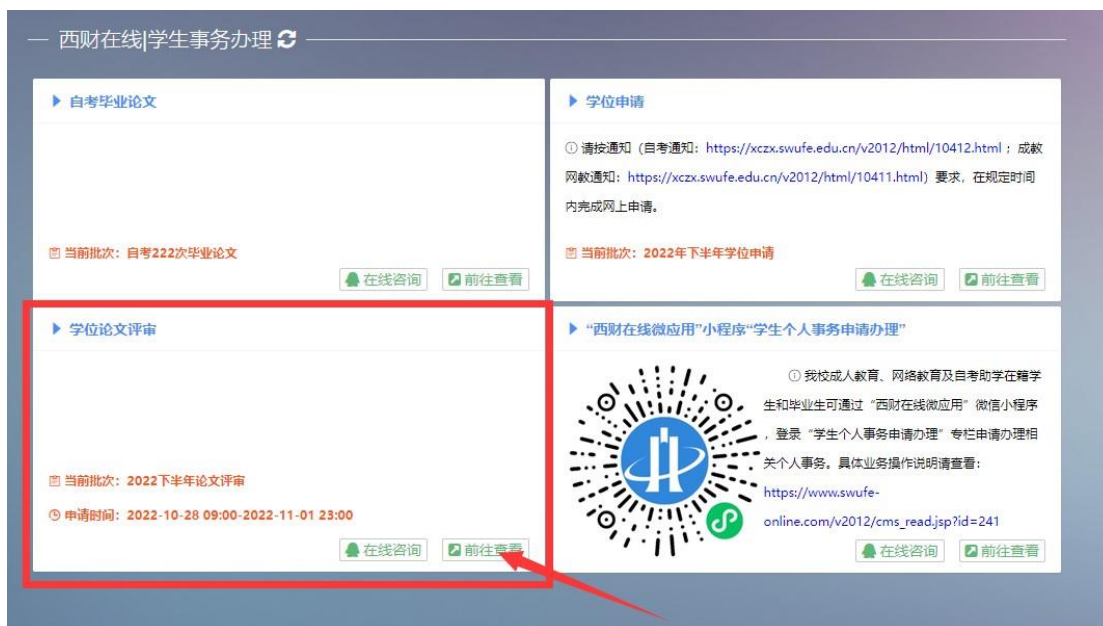 西财在线|学生事务办理
自考毕业论文
当前批次：自考222次毕业论文
在线咨询 前往查看
学位申请
请按通知（自考通知：https://xczx.swufe.edu.cn/v2012/html/10412.html ；成教
网教通知：https://xczx.swufe.edu.cn/v2012/html/10411.html）要求，在规定时间
内完成网上申请。
当前批次：2022年下半年学位申请
在线咨询 前往查看
学位论文评审
当前批次：2022下半年论文评审
申请时间：2022-10-28 09:00-2022-11-01 23:00
在线咨询 前往查看
“西财在线微应用”小程序“学生个人事务申请办理”
我校成人教育、网络教育及自考助学在籍学
生和毕业生可通过“西财在线微应用”微信小程序
，登录“学生个人事务申请办理”专栏申请办理相
关个人事务。具体业务操作说明请查看：
https://www.swufe-
online.com/v2012/cms_read.jsp?id=241
在线咨询 前往查看